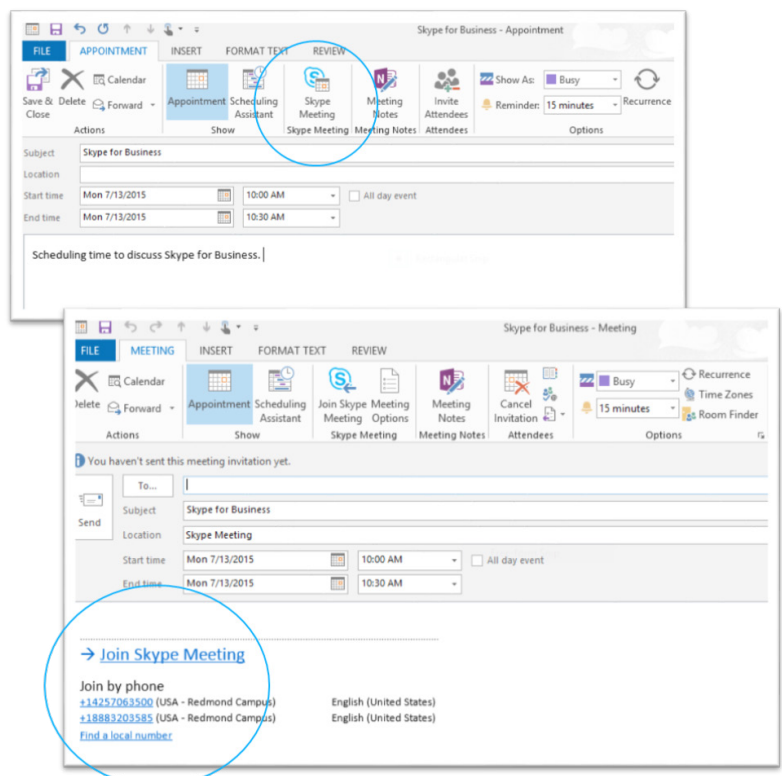 Skype for Business - Appointment
FILE APPOINTMENT INSERT FORMAT TEXT REVIEW
Save & Close
Delete
Calendar
Forward
Actions
Appointment
Scheduling Assistant
Show
Skype Meeting
Skype Meeting
Meeting Notes
Meeting Notes
Invite Attendees
Attendees
Show As: Busy
Reminder: 15 minutes
Recurrence
Options
Subject Skype for Business
Location
Start time Mon 7/13/2015 10:00 AM All day event
End time Mon 7/13/2015 10:30 AM
Scheduling time to discuss Skype for Business.
Skype for Business - Meeting
FILE MEETING INSERT FORMAT TEXT REVIEW
Delete
Calendar
Forward
Actions
Appointment
Scheduling Assistant
Show
Join Skype Meeting
Meeting Options
Skype Meeting
Meeting Notes
Meeting Notes
Cancel Invitation
Attendees
Busy
15 minutes
Recurrence
Time Zones
Room Finder
Options
You haven't sent this meeting invitation yet.
Send
To...
Subject Skype for Business
Location Skype Meeting
Start time Mon 7/13/2015 10:00 AM All day event
End time Mon 7/13/2015 10:30 AM
→ Join Skype Meeting
Join by phone
+14257063500 (USA - Redmond Campus) English (United States)
+18883203585 (USA - Redmond Campus) English (United States)
Find a local number